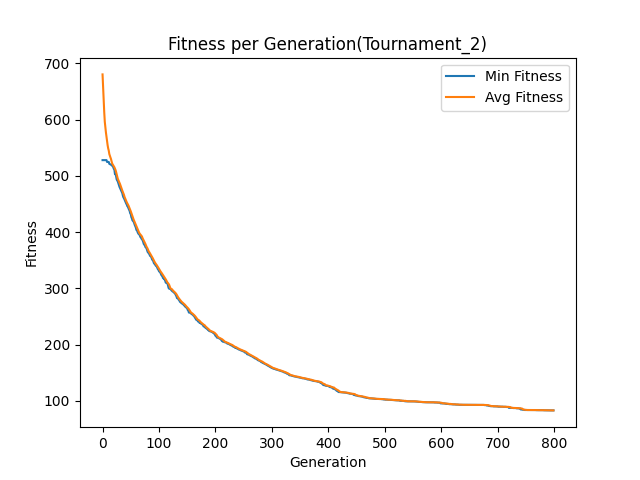 Fitness per Generation(Tournament_2)
Min Fitness
Avg Fitness
700
600
500
400
300
200
100
Fitness
0 100 200 300 400 500 600 700 800
Generation